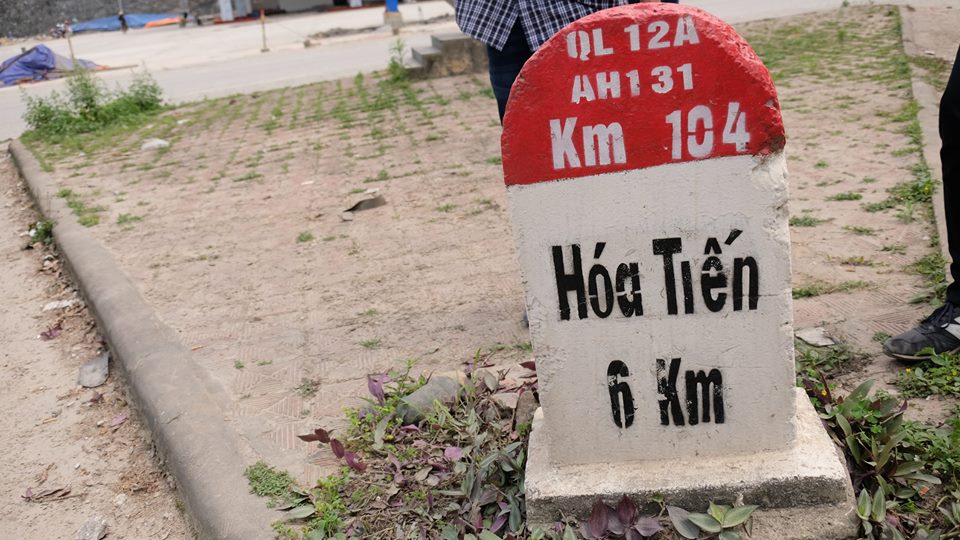 QL 12A
AH131
Km 104
Hóa Tiến
6 Km